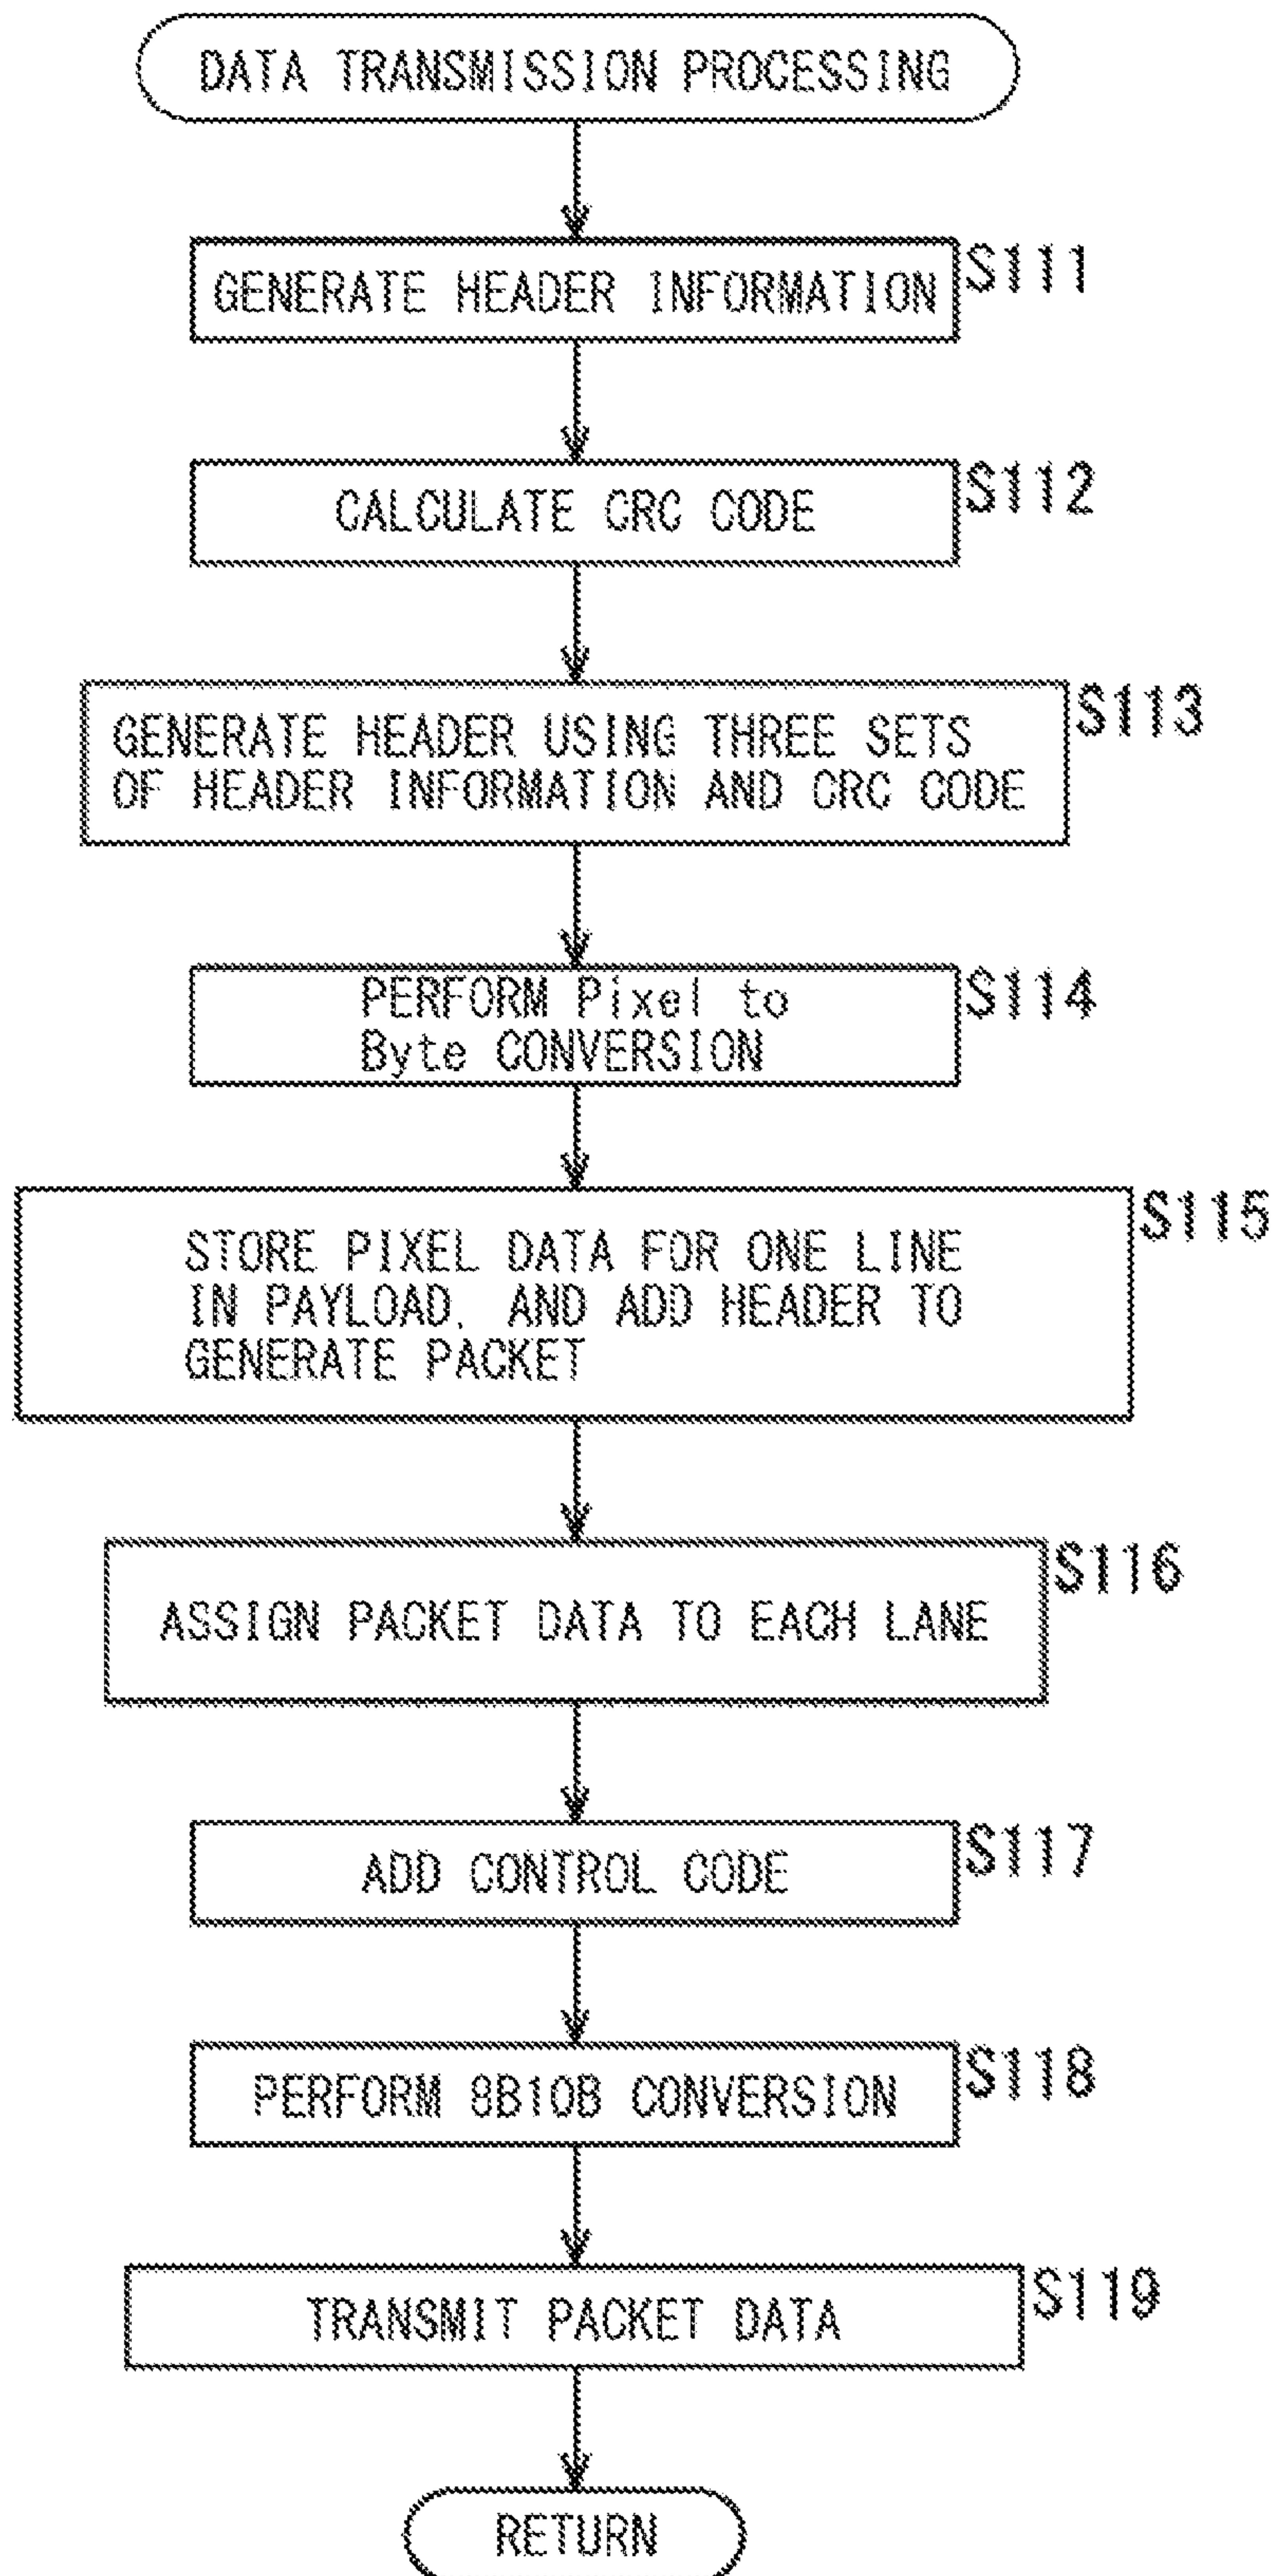 DATA TRANSMISSION PROCESSING
GENERATE HEADER INFORMATION
S111
CALCULATE CRC CODE
S112
GENERATE HEADER USING THREE SETS
OF HEADER INFORMATION AND CRC CODE
S113
PERFORM Pixel to
Byte CONVERSION
S114
STORE PIXEL DATA FOR ONE LINE
IN PAYLOAD, AND ADD HEADER TO
GENERATE PACKET
S115
ASSIGN PACKET DATA TO EACH LANE
S116
ADD CONTROL CODE
S117
PERFORM 8B10B CONVERSION
S118
TRANSMIT PACKET DATA
S119
RETURN